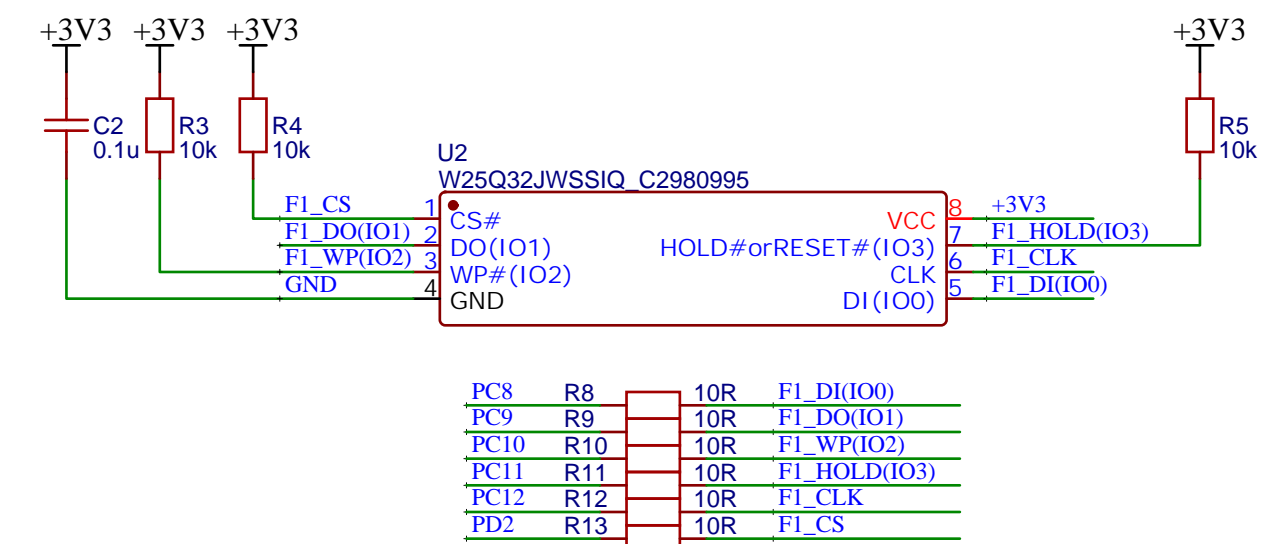 +3V3 +3V3 +3V3 +3V3
C2 R3 R4 R5
0.1u 10k 10k 10k
U2
W25Q32JWSSIQ_C2980995
F1_CS 1 CS# VCC 8 +3V3
F1_DO(IO1) 2 DO(IO1) HOLD#orRESET#(IO3) 7 F1_HOLD(IO3)
F1_WP(IO2) 3 WP#(IO2) CLK 6 F1_CLK
GND 4 GND DI(IO0) 5 F1_DI(IO0)
PC8 R8 10R F1_DI(IO0)
PC9 R9 10R F1_DO(IO1)
PC10 R10 10R F1_WP(IO2)
PC11 R11 10R F1_HOLD(IO3)
PC12 R12 10R F1_CLK
PD2 R13 10R F1_CS